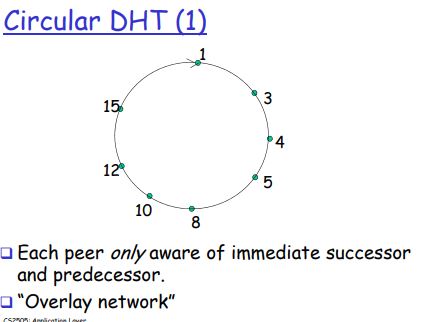 Circular DHT (1)
1
3
15
4
12
5
10
8
Each peer only aware of immediate successor
and predecessor.
"Overlay network"
CS2505: Application Layer